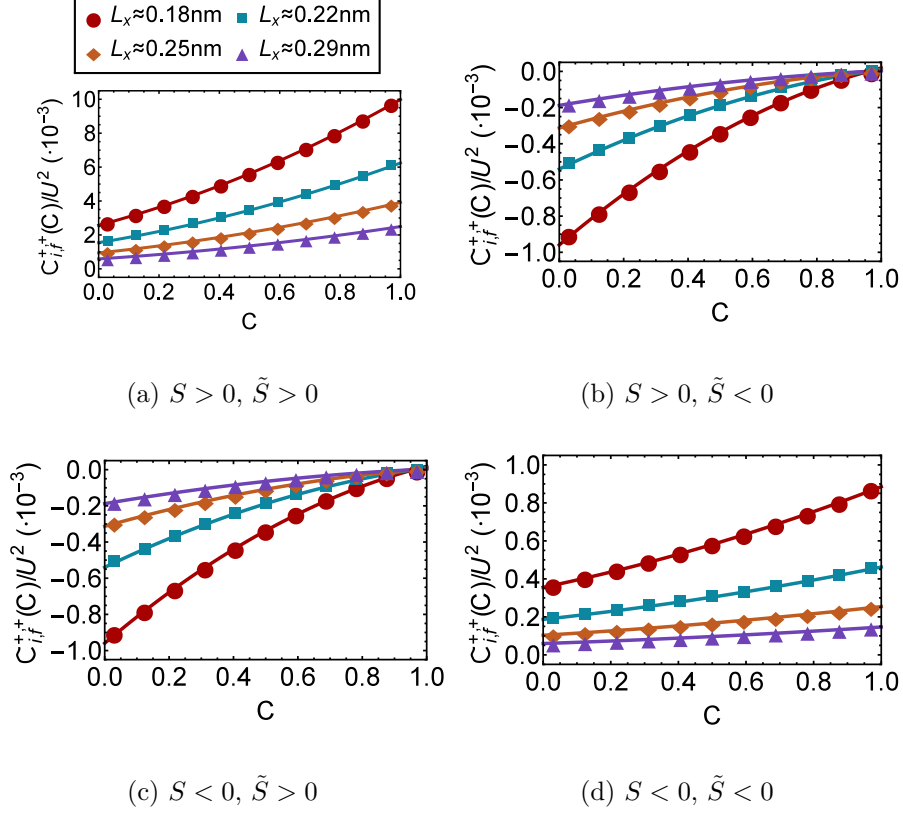 Lₓ≈0.18nm Lₓ≈0.22nm
Lₓ≈0.25nm Lₓ≈0.29nm
C⁺,⁺ᵢ,f(C)/U² (·10⁻³)
10
8
6
4
2
0
0.0 0.2 0.4 0.6 0.8 1.0
C
(a) S > 0, S̃ > 0
C⁺,⁺ᵢ,f(C)/U² (·10⁻³)
0.0
−0.2
−0.4
−0.6
−0.8
−1.0
0.0 0.2 0.4 0.6 0.8 1.0
C
(b) S > 0, S̃ < 0
C⁺,⁺ᵢ,f(C)/U² (·10⁻³)
0.0
−0.2
−0.4
−0.6
−0.8
−1.0
0.0 0.2 0.4 0.6 0.8 1.0
C
(c) S < 0, S̃ > 0
C⁺,⁺ᵢ,f(C)/U² (·10⁻³)
1.0
0.8
0.6
0.4
0.2
0.0
0.0 0.2 0.4 0.6 0.8 1.0
C
(d) S < 0, S̃ < 0